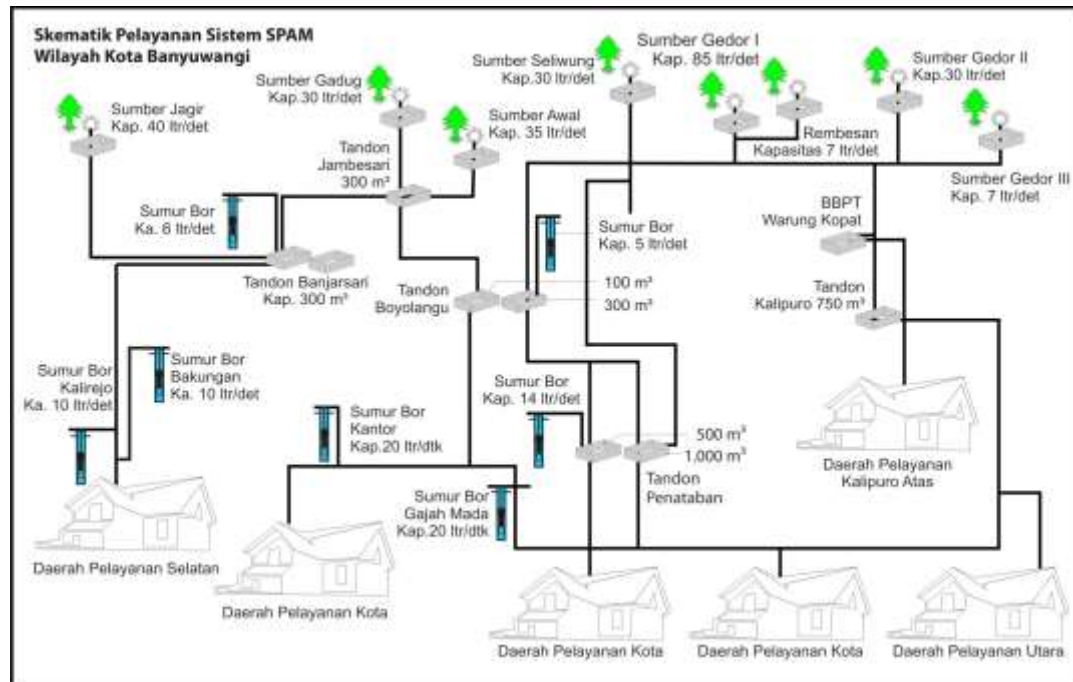 Skematik Pelayanan Sistem SPAM
Wilayah Kota Banyuwangi
Sumber Jagir
Kap. 40 ltr/det
Sumber Gadug
Kap.30 ltr/det
Sumber Awal
Kap. 35 ltr/det
Sumber Seliwung
Kap.30 ltr/det
Sumber Gedor I
Kap. 85 ltr/det
Sumber Gedor II
Kap.30 ltr/det
Rembesan
Kapasitas 7 ltr/det
Sumber Gedor III
Kap. 7 ltr/det
Tandon
Jambesari
300 m³
Sumur Bor
Ka. 6 ltr/det
Sumur Bor
Kap. 5 ltr/det
BBPT
Warung Kopat
Tandon Banjarsari
Kap. 300 m³
Tandon
Boyolangu
100 m³
300 m³
Tandon
Kalipuro 750 m³
Sumur Bor
Kalirejo
Ka. 10 ltr/det
Sumur Bor
Bakungan
Ka. 10 ltr/det
Sumur Bor
Kantor
Kap.20 ltr/dtk
Sumur Bor
Kap. 14 ltr/det
500 m³
1.000 m³
Tandon
Penataban
Sumur Bor
Gajah Mada
Kap.20 ltr/dtk
Daerah Pelayanan
Kalipuro Atas
Daerah Pelayanan Selatan
Daerah Pelayanan Kota
Daerah Pelayanan Kota
Daerah Pelayanan Kota
Daerah Pelayanan Utara